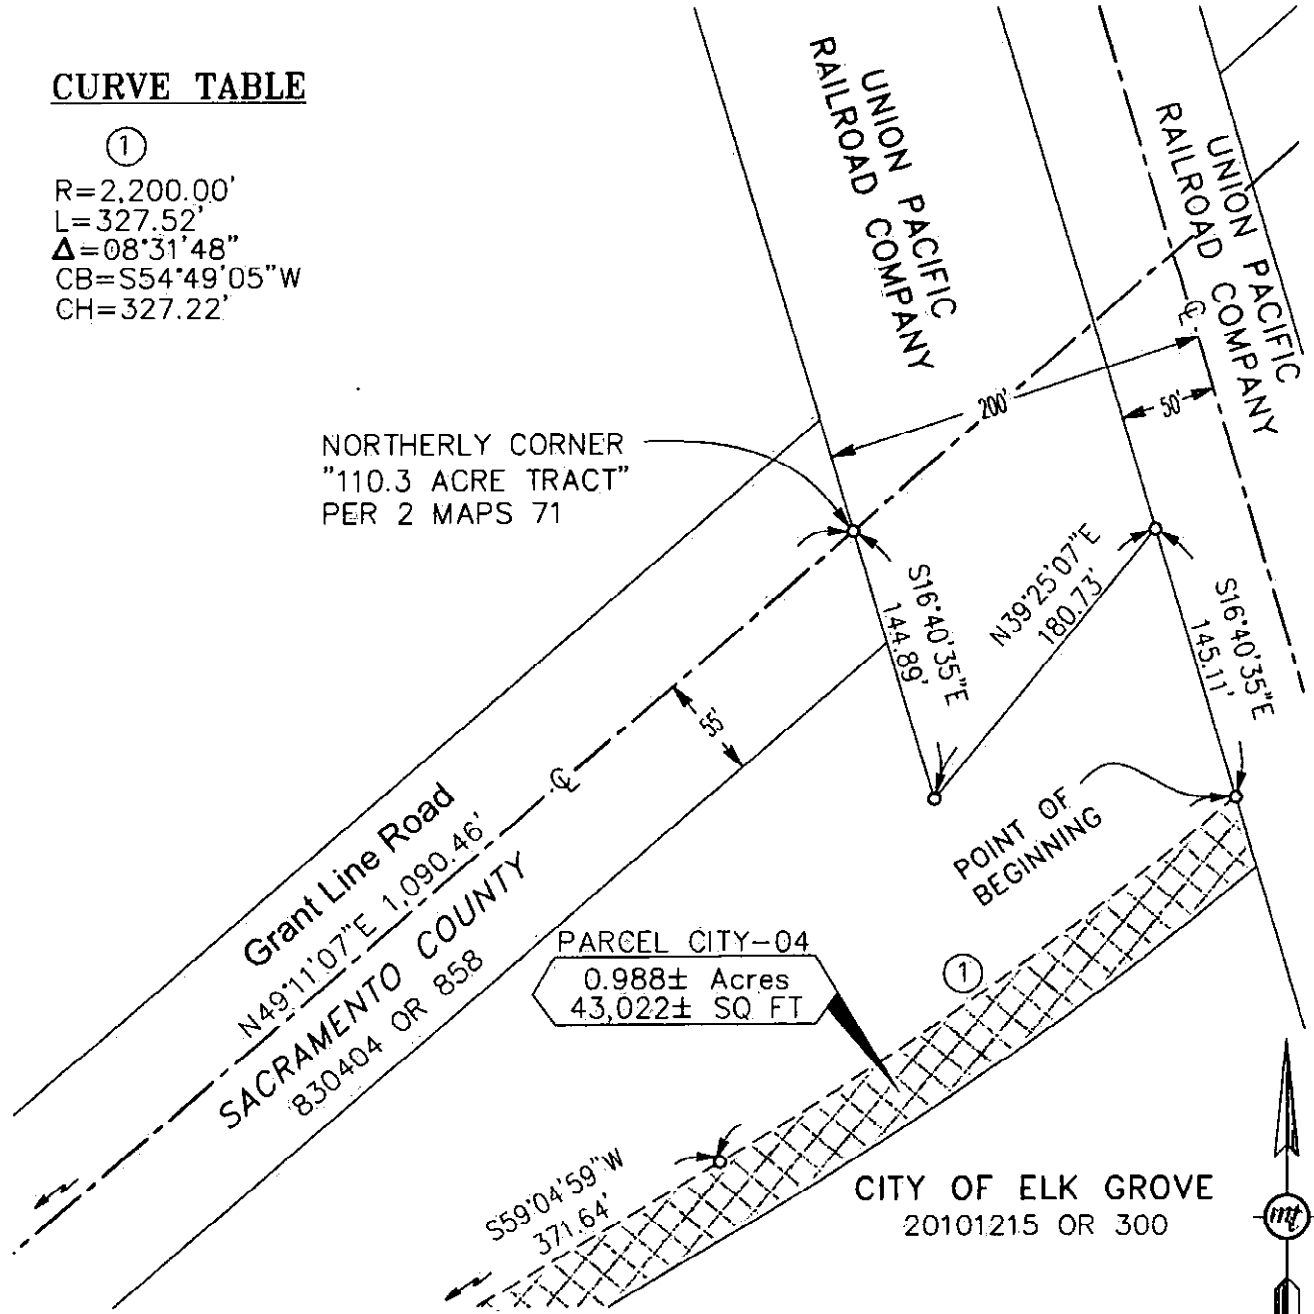 CURVE TABLE
1
R=2,200.00'
L=327.52'
Δ=08°31'48"
CB=S54°49'05"W
CH=327.22'
UNION PACIFIC
RAILROAD COMPANY
UNION PACIFIC
RAILROAD COMPANY
℄
200'
50'
NORTHERLY CORNER
"110.3 ACRE TRACT"
PER 2 MAPS 71
S16°40'35"E
144.89'
N39°25'07"E
180.73'
S16°40'35"E
145.11'
55'
℄
Grant Line Road
N49°11'07"E 1,090.46'
SACRAMENTO COUNTY
830404 OR 858
POINT OF
BEGINNING
PARCEL CITY-04
0.988± Acres
43,022± SQ FT
1
S59°04'59"W
371.64'
CITY OF ELK GROVE
20101215 OR 300
mt